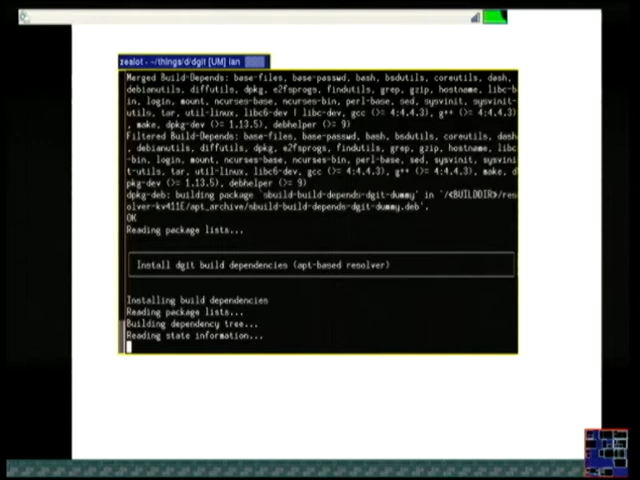 zealot - ~/things/d/dgit [UM] ian
Merged Build-Depends: base-files, base-passwd, bash, bsdutils, coreutils, dash,
debianutils, diffutils, dpkg, e2fsprogs, findutils, grep, gzip, hostname, libc-b
in, login, mount, ncurses-base, ncurses-bin, perl-base, sed, sysvinit, sysvinit-
utils, tar, util-linux, libc6-dev | libc-dev, gcc (>= 4:4.4.3), g++ (>= 4:4.4.3)
, make, dpkg-dev (>= 1.13.5), debhelper (>= 9)
Filtered Build-Depends: base-files, base-passwd, bash, bsdutils, coreutils, dash
, debianutils, diffutils, dpkg, e2fsprogs, findutils, grep, gzip, hostname, libc
-bin, login, mount, ncurses-base, ncurses-bin, perl-base, sed, sysvinit, sysvini
t-utils, tar, util-linux, libc6-dev, gcc (>= 4:4.4.3), g++ (>= 4:4.4.3), make, d
pkg-dev (>= 1.13.5), debhelper (>= 9)
dpkg-deb: building package `sbuild-build-depends-dgit-dummy' in `/<BUILDDIR>/res
olver-kv411E/apt_archive/sbuild-build-depends-dgit-dummy.deb'.
OK
Reading package lists...
Install dgit build dependencies (apt-based resolver)
Installing build dependencies
Reading package lists...
Building dependency tree...
Reading state information...